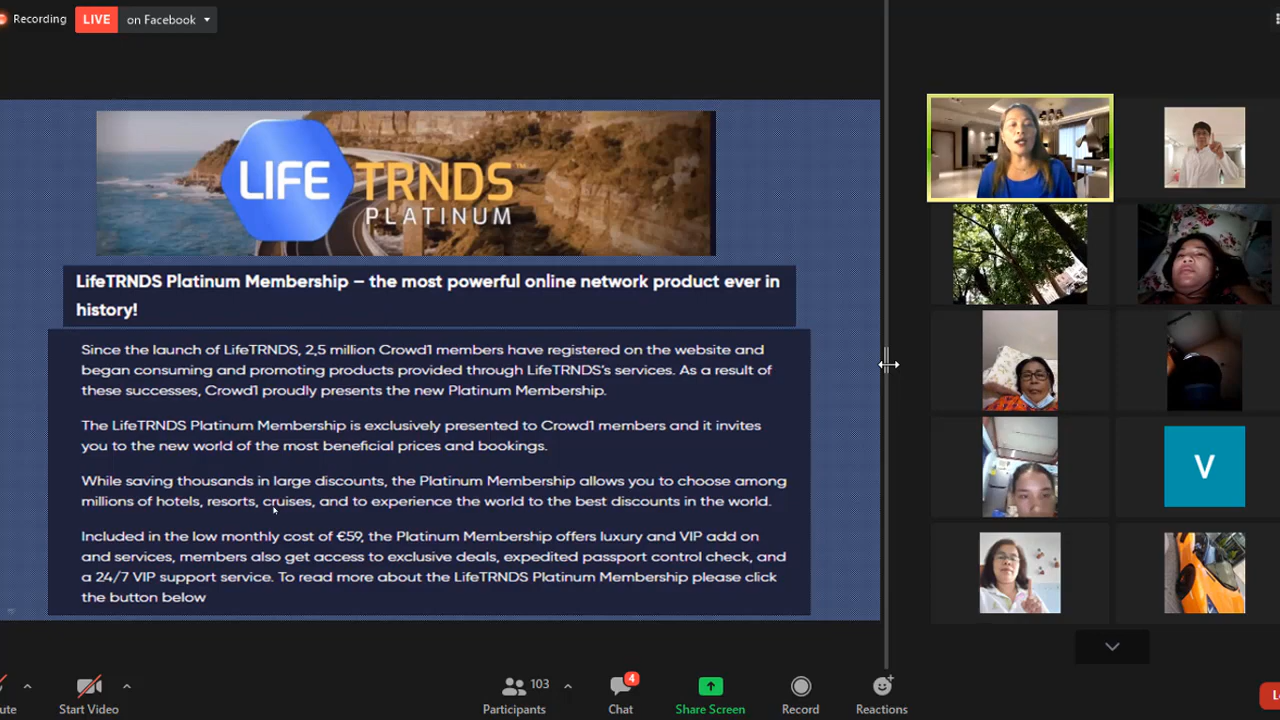 Recording
LIVE
on Facebook
LIFE TRNDS
PLATINUM
LifeTRNDS Platinum Membership – the most powerful online network product ever in
history!
Since the launch of LifeTRNDS, 2,5 million Crowd1 members have registered on the website and
began consuming and promoting products provided through LifeTRNDS's services. As a result of
these successes, Crowd1 proudly presents the new Platinum Membership.
The LifeTRNDS Platinum Membership is exclusively presented to Crowd1 members and it invites
you to the new world of the most beneficial prices and bookings.
While saving thousands in large discounts, the Platinum Membership allows you to choose among
millions of hotels, resorts, cruises, and to experience the world to the best discounts in the world.
Included in the low monthly cost of €59, the Platinum Membership offers luxury and VIP add on
and services, members also get access to exclusive deals, expedited passport control check, and
a 24/7 VIP support service. To read more about the LifeTRNDS Platinum Membership please click
the button below
V
ute
Start Video
103
Participants
4
Chat
Share Screen
Record
Reactions